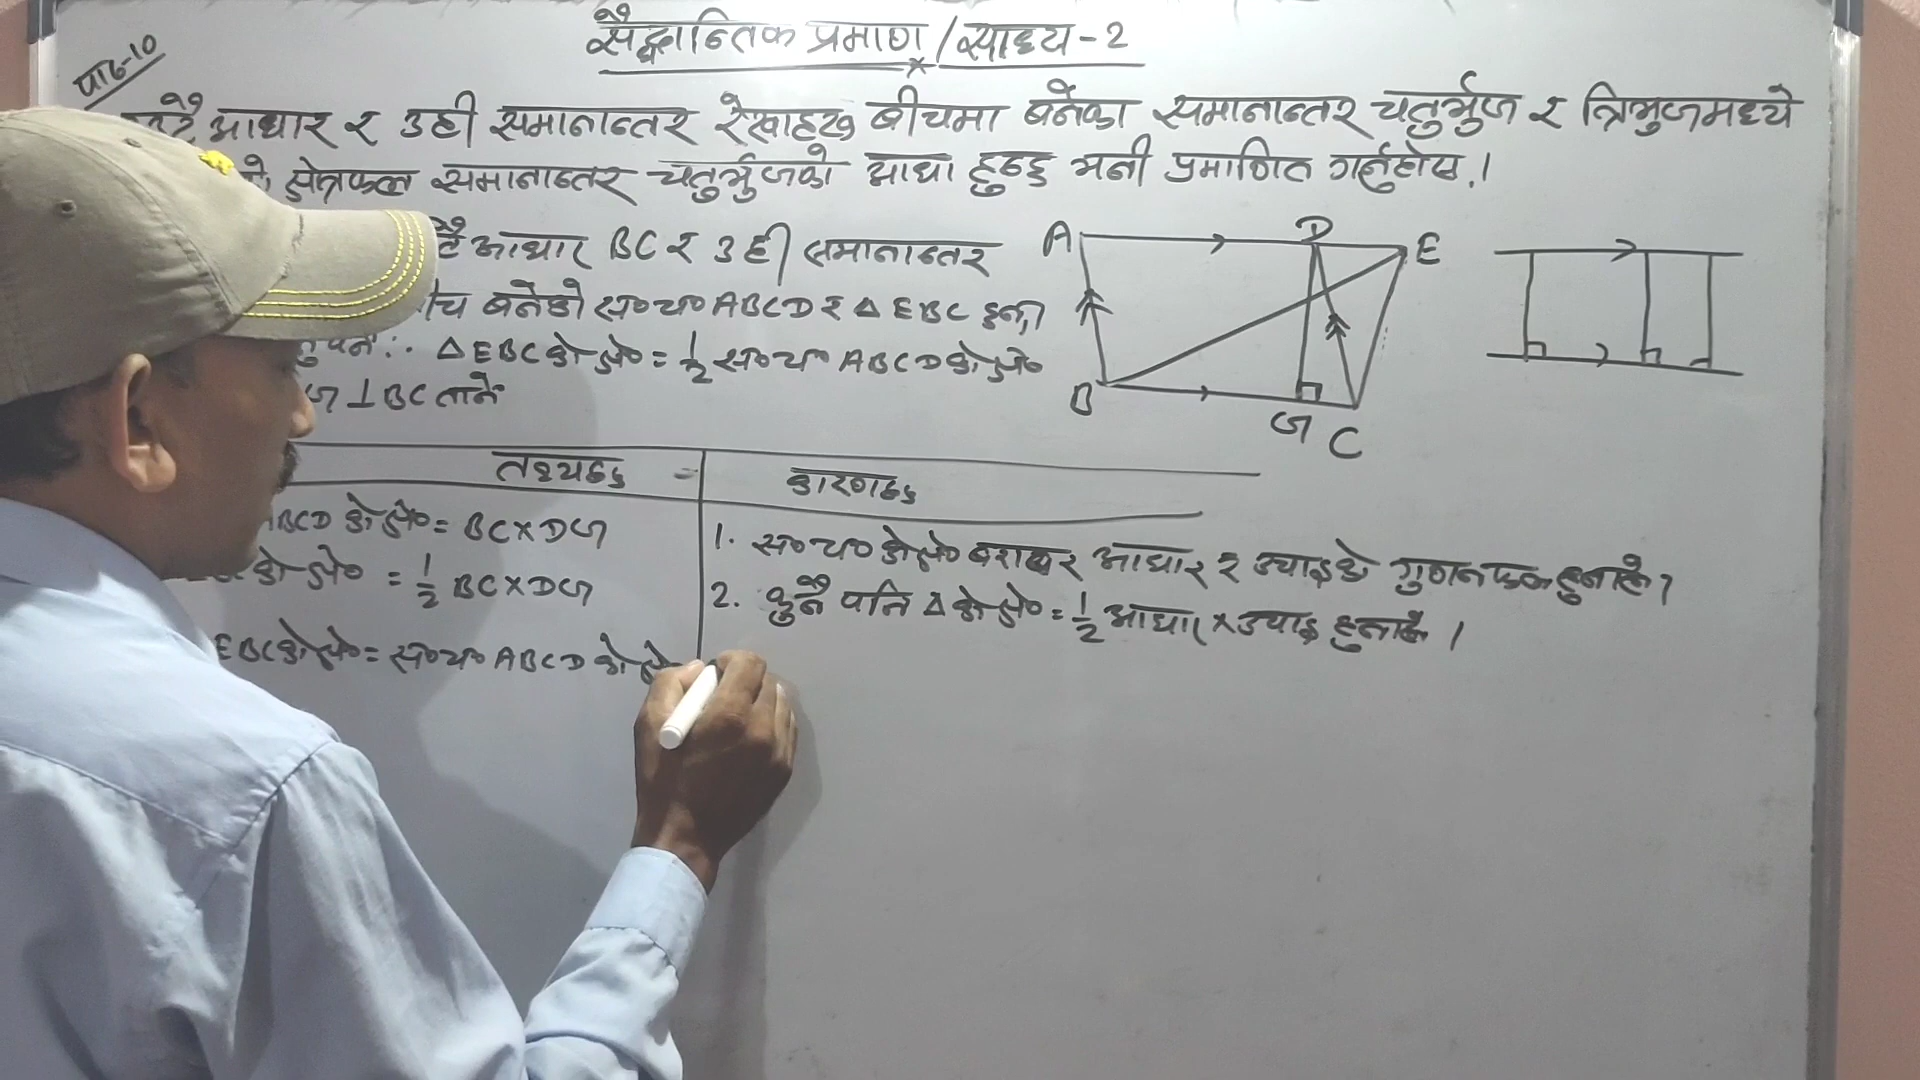 सैद्धान्तिक प्रमाण / साध्य - 2
पाठ-10
आधार र उही समानान्तर रेखाहरू बीचमा बनेका समानान्तर चतुर्भुज र त्रिभुजमध्ये
क्षेत्रफल समानान्तर चतुर्भुजको आधा हुन्छ भनी प्रमाणित गर्नुहोस् ।
आधार BC र उही समानान्तर
बनेको स०च० ABCD र Δ EBC हुन् ।
Δ EBC को क्षे० = 1/2 स०च० ABCD को क्षे०
⊥ BC तानें
A D E
B G C
तथ्यहरु कारणहरु
BCD को क्षे० = BC × DG
को क्षे० = 1/2 BC × DG
EBC को क्षे० = स०च० ABCD को क्षे
1. स०च० को क्षे० बराबर आधार र उचाइको गुणनफल हुनाले ।
2. कुनै पनि Δ को क्षे० = 1/2 आधार × उचाइ हुनाले ।